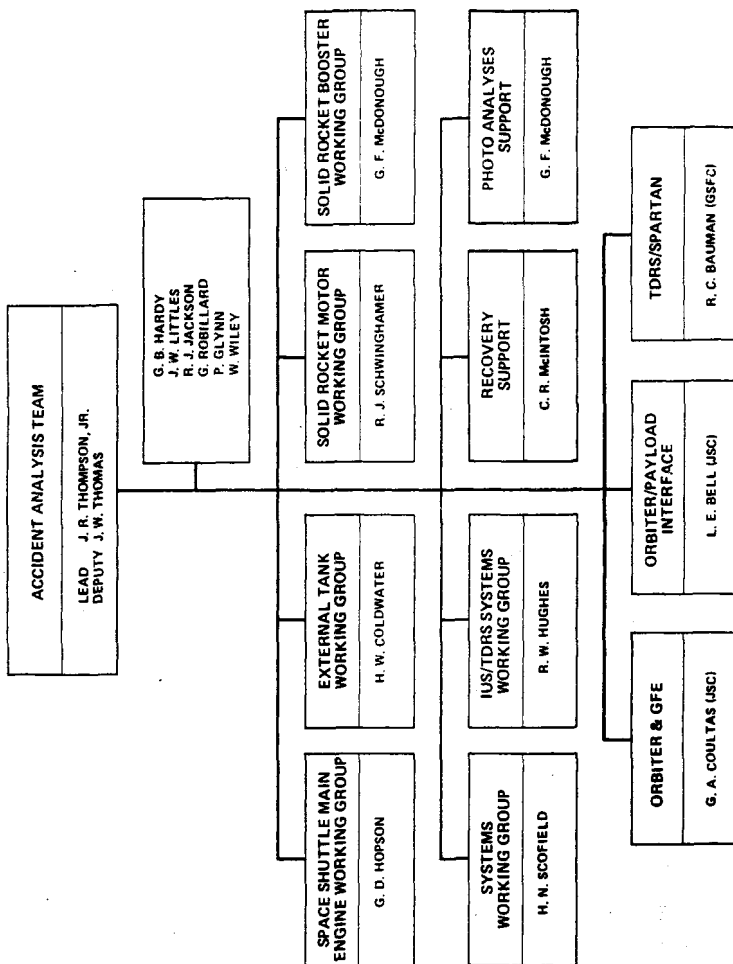 ACCIDENT ANALYSIS TEAM
LEAD J. R. THOMPSON, JR.
DEPUTY J. W. THOMAS
G. B. HARDY
J. W. LITTLES
R. J. JACKSON
G. ROBILLARD
P. GLYNN
W. WILEY
SPACE SHUTTLE MAIN
ENGINE WORKING GROUP
G. D. HOPSON
EXTERNAL TANK
WORKING GROUP
H. W. COLDWATER
SOLID ROCKET MOTOR
WORKING GROUP
R. J. SCHWINGHAMER
SOLID ROCKET BOOSTER
WORKING GROUP
G. F. McDONOUGH
SYSTEMS
WORKING GROUP
H. N. SCOFIELD
IUS/TDRS SYSTEMS
WORKING GROUP
R. W. HUGHES
RECOVERY
SUPPORT
C. R. McINTOSH
PHOTO ANALYSES
SUPPORT
G. F. McDONOUGH
ORBITER & GFE
G. A. COULTAS (JSC)
ORBITER/PAYLOAD
INTERFACE
L. E. BELL (JSC)
TDRS/SPARTAN
R. C. BAUMAN (GSFC)